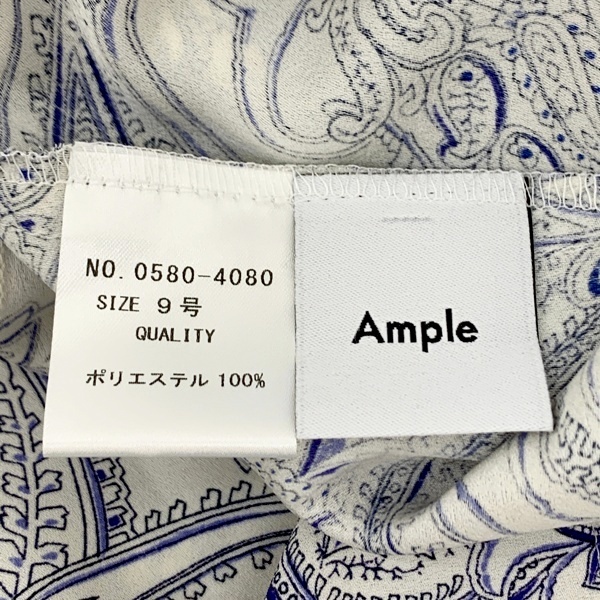 NO. 0580-4080
SIZE 9号
QUALITY
ポリエステル 100%
Ample